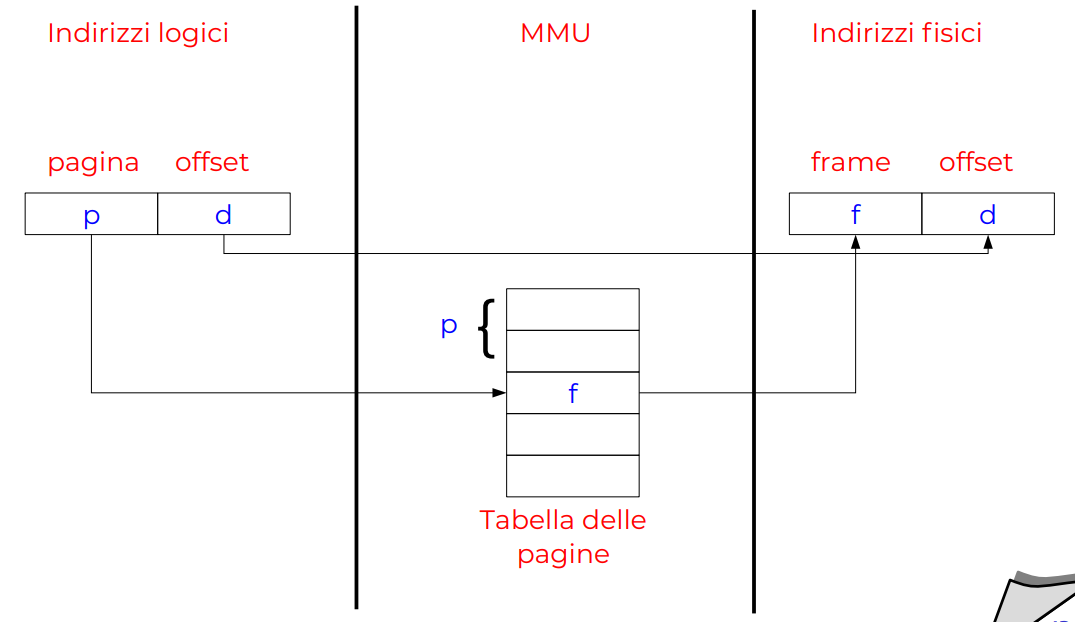 Indirizzi logici
MMU
Indirizzi fisici
pagina offset
frame offset
p d
f d
p {
f
Tabella delle
pagine